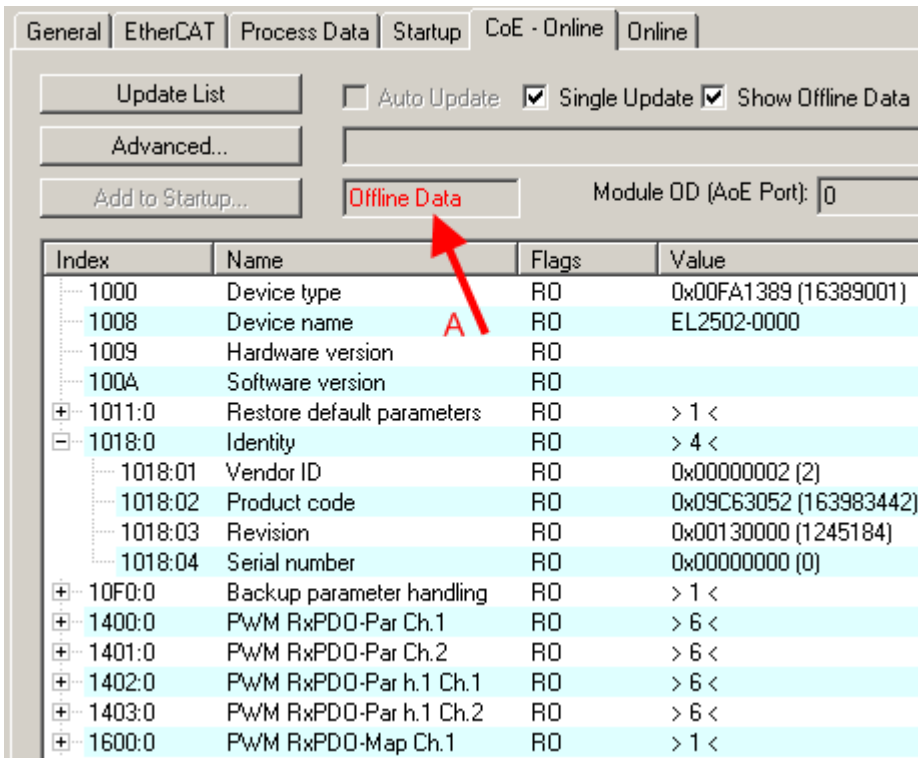 General EtherCAT Process Data Startup CoE - Online Online
Update List Auto Update Single Update Show Offline Data
Advanced...
Add to Startup... Offline Data Module OD (AoE Port): 0
Index Name Flags Value
1000 Device type RO 0x00FA1389 (16389001)
1008 Device name RO EL2502-0000
A
1009 Hardware version RO
100A Software version RO
1011:0 Restore default parameters RO > 1 <
1018:0 Identity RO > 4 <
1018:01 Vendor ID RO 0x00000002 (2)
1018:02 Product code RO 0x09C63052 (163983442)
1018:03 Revision RO 0x00130000 (1245184)
1018:04 Serial number RO 0x00000000 (0)
10F0:0 Backup parameter handling RO > 1 <
1400:0 PWM RxPDO-Par Ch.1 RO > 6 <
1401:0 PWM RxPDO-Par Ch.2 RO > 6 <
1402:0 PWM RxPDO-Par h.1 Ch.1 RO > 6 <
1403:0 PWM RxPDO-Par h.1 Ch.2 RO > 6 <
1600:0 PWM RxPDO-Map Ch.1 RO > 1 <